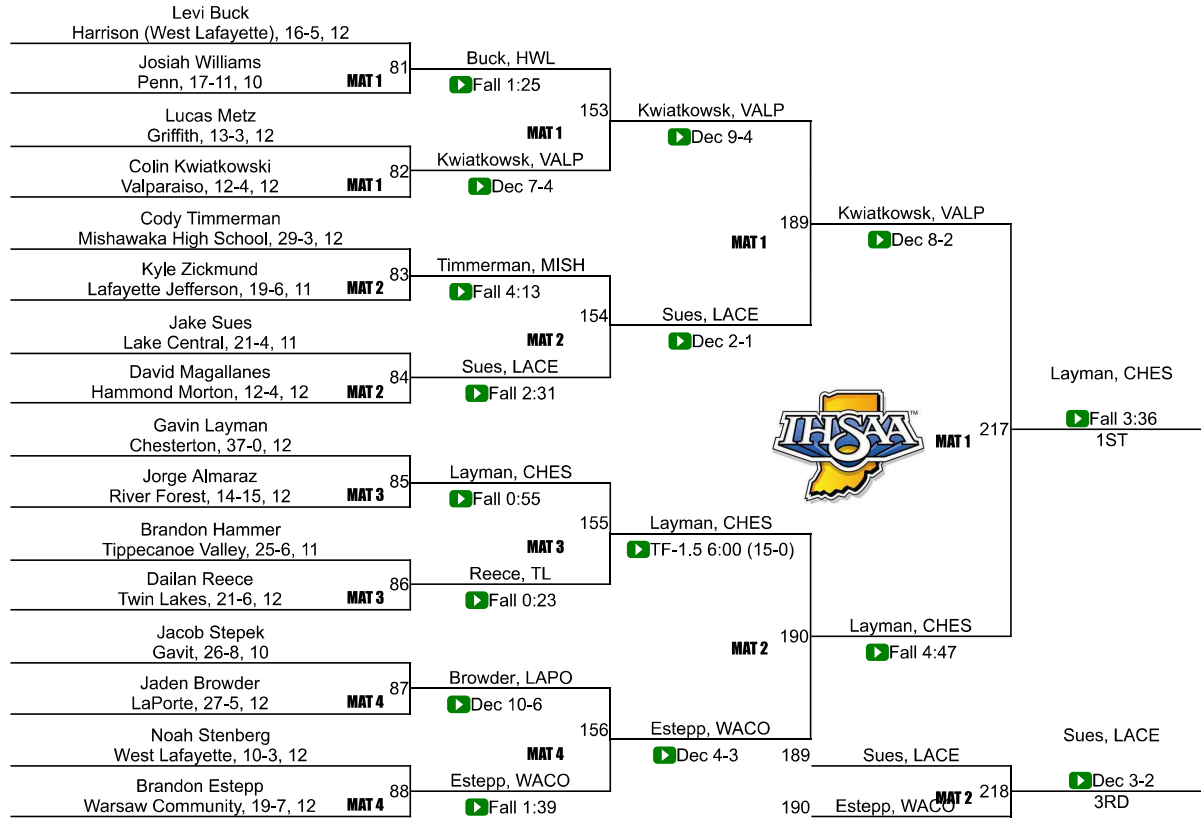 Levi Buck
Harrison (West Lafayette), 16-5, 12
Josiah Williams
Penn, 17-11, 10
MAT 1
81
Buck, HWL
Fall 1:25
Lucas Metz
Griffith, 13-3, 12
Colin Kwiatkowski
Valparaiso, 12-4, 12
MAT 1
82
Kwiatkowsk, VALP
Dec 7-4
153
MAT 1
Kwiatkowsk, VALP
Dec 9-4
Cody Timmerman
Mishawaka High School, 29-3, 12
Kyle Zickmund
Lafayette Jefferson, 19-6, 11
MAT 2
83
Timmerman, MISH
Fall 4:13
Jake Sues
Lake Central, 21-4, 11
David Magallanes
Hammond Morton, 12-4, 12
MAT 2
84
Sues, LACE
Fall 2:31
154
MAT 2
Sues, LACE
Dec 2-1
189
MAT 1
Kwiatkowsk, VALP
Dec 8-2
Gavin Layman
Chesterton, 37-0, 12
Jorge Almaraz
River Forest, 14-15, 12
MAT 3
85
Layman, CHES
Fall 0:55
Brandon Hammer
Tippecanoe Valley, 25-6, 11
Dailan Reece
Twin Lakes, 21-6, 12
MAT 3
86
Reece, TL
Fall 0:23
155
MAT 3
Layman, CHES
TF-1.5 6:00 (15-0)
Jacob Stepek
Gavit, 26-8, 10
Jaden Browder
LaPorte, 27-5, 12
MAT 4
87
Browder, LAPO
Dec 10-6
Noah Stenberg
West Lafayette, 10-3, 12
Brandon Estepp
Warsaw Community, 19-7, 12
MAT 4
88
Estepp, WACO
Fall 1:39
156
MAT 4
Estepp, WACO
Dec 4-3
190
MAT 2
Layman, CHES
Fall 4:47
IHSAA
TM
MAT 1
217
Layman, CHES
Fall 3:36
1ST
189
Sues, LACE
190
Estepp, WACO
MAT 2
218
Sues, LACE
Dec 3-2
3RD